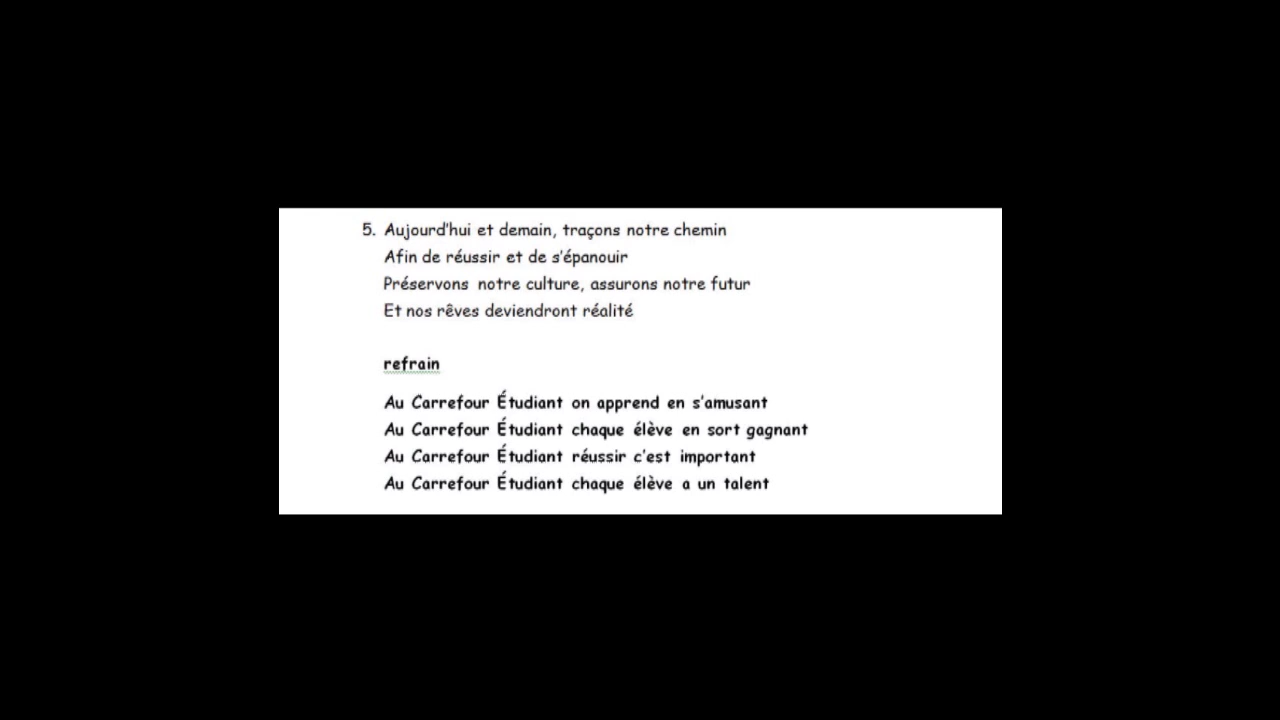 5. Aujourd'hui et demain, traçons notre chemin
Afin de réussir et de s'épanouir
Préservons notre culture, assurons notre futur
Et nos rêves deviendront réalité
refrain
Au Carrefour Étudiant on apprend en s'amusant
Au Carrefour Étudiant chaque élève en sort gagnant
Au Carrefour Étudiant réussir c'est important
Au Carrefour Étudiant chaque élève a un talent